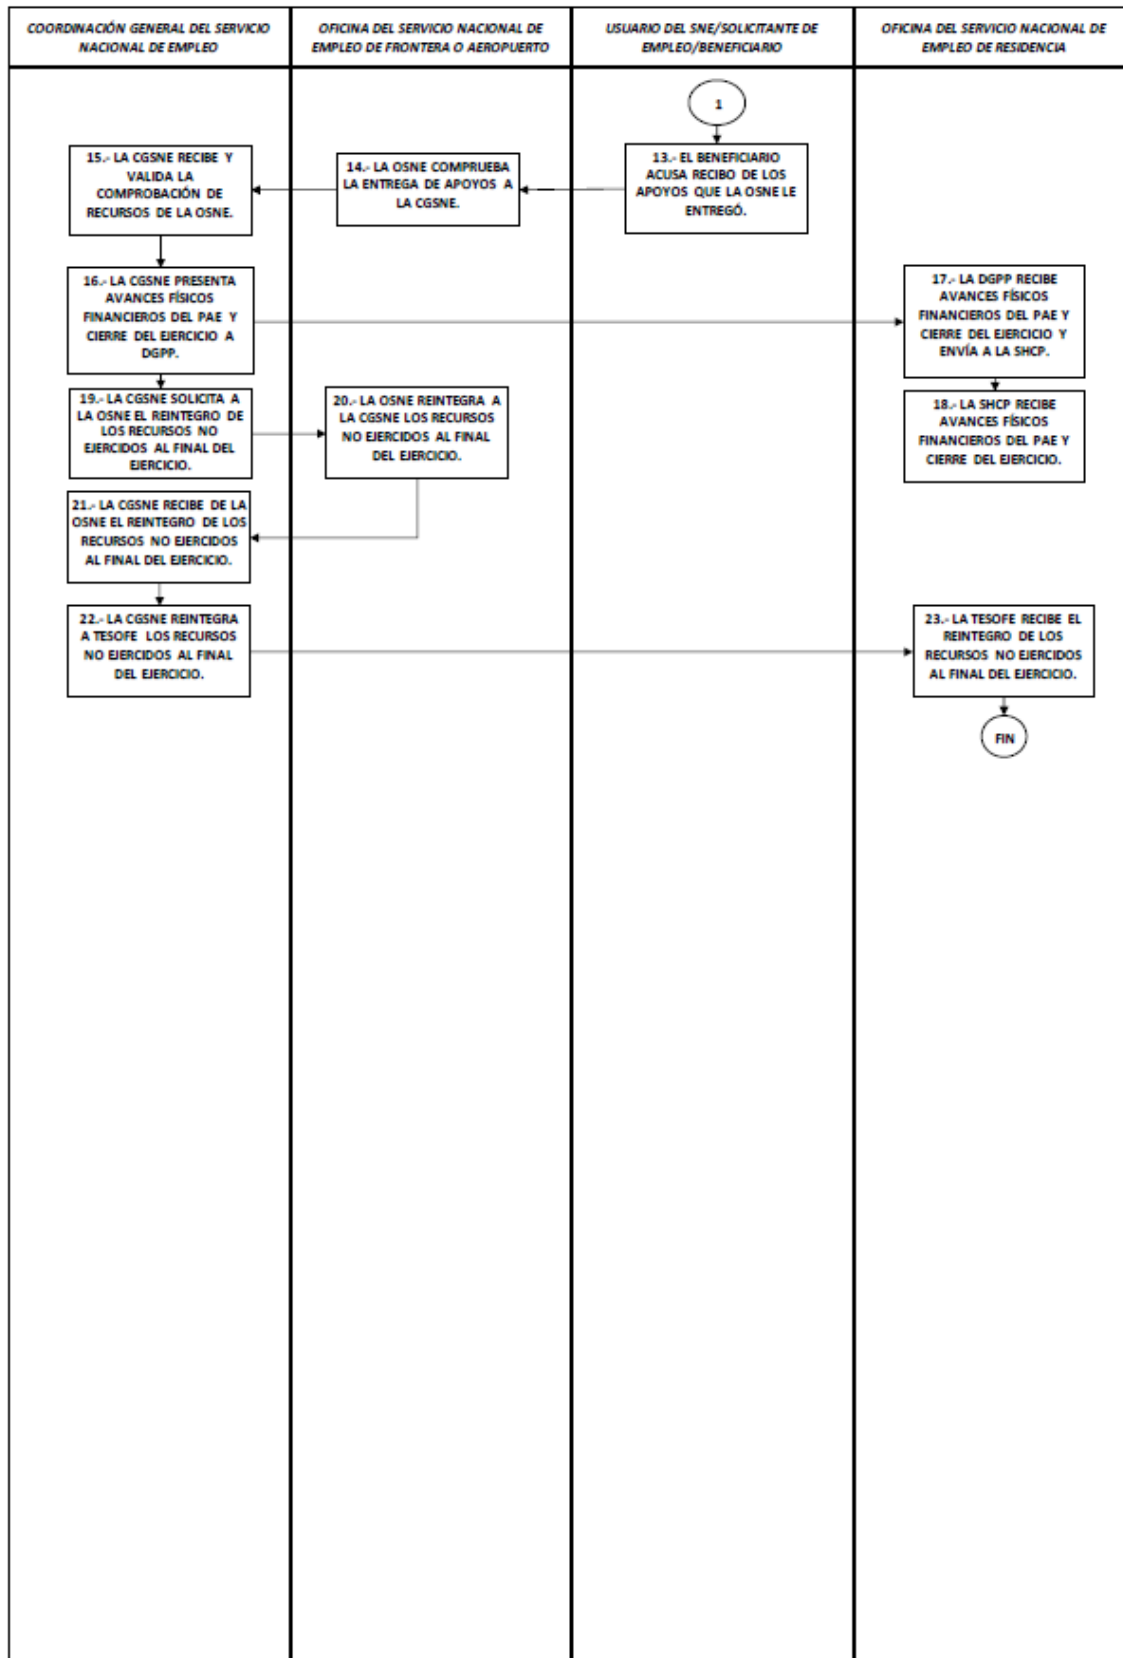 COORDINACIÓN GENERAL DEL SERVICIO
NACIONAL DE EMPLEO
OFICINA DEL SERVICIO NACIONAL DE
EMPLEO DE FRONTERA O AEROPUERTO
USUARIO DEL SNE/SOLICITANTE DE
EMPLEO/BENEFICIARIO
OFICINA DEL SERVICIO NACIONAL DE
EMPLEO DE RESIDENCIA
1
13.- EL BENEFICIARIO
ACUSA RECIBO DE LOS
APOYOS QUE LA OSNE LE
ENTREGÓ.
14.- LA OSNE COMPRUEBA
LA ENTREGA DE APOYOS A
LA CGSNE.
15.- LA CGSNE RECIBE Y
VALIDA LA
COMPROBACIÓN DE
RECURSOS DE LA OSNE.
16.- LA CGSNE PRESENTA
AVANCES FÍSICOS
FINANCIEROS DEL PAE Y
CIERRE DEL EJERCICIO A
DGPP.
17.- LA DGPP RECIBE
AVANCES FÍSICOS
FINANCIEROS DEL PAE Y
CIERRE DEL EJERCICIO Y
ENVÍA A LA SHCP.
18.- LA SHCP RECIBE
AVANCES FÍSICOS
FINANCIEROS DEL PAE Y
CIERRE DEL EJERCICIO.
19.- LA CGSNE SOLICITA A
LA OSNE EL REINTEGRO DE
LOS RECURSOS NO
EJERCIDOS AL FINAL DEL
EJERCICIO.
20.- LA OSNE REINTEGRA A
LA CGSNE LOS RECURSOS
NO EJERCIDOS AL FINAL
DEL EJERCICIO.
21.- LA CGSNE RECIBE DE LA
OSNE EL REINTEGRO DE LOS
RECURSOS NO EJERCIDOS
AL FINAL DEL EJERCICIO.
22.- LA CGSNE REINTEGRA
A TESOFE LOS RECURSOS
NO EJERCIDOS AL FINAL
DEL EJERCICIO.
23.- LA TESOFE RECIBE EL
REINTEGRO DE LOS
RECURSOS NO EJERCIDOS
AL FINAL DEL EJERCICIO.
FIN